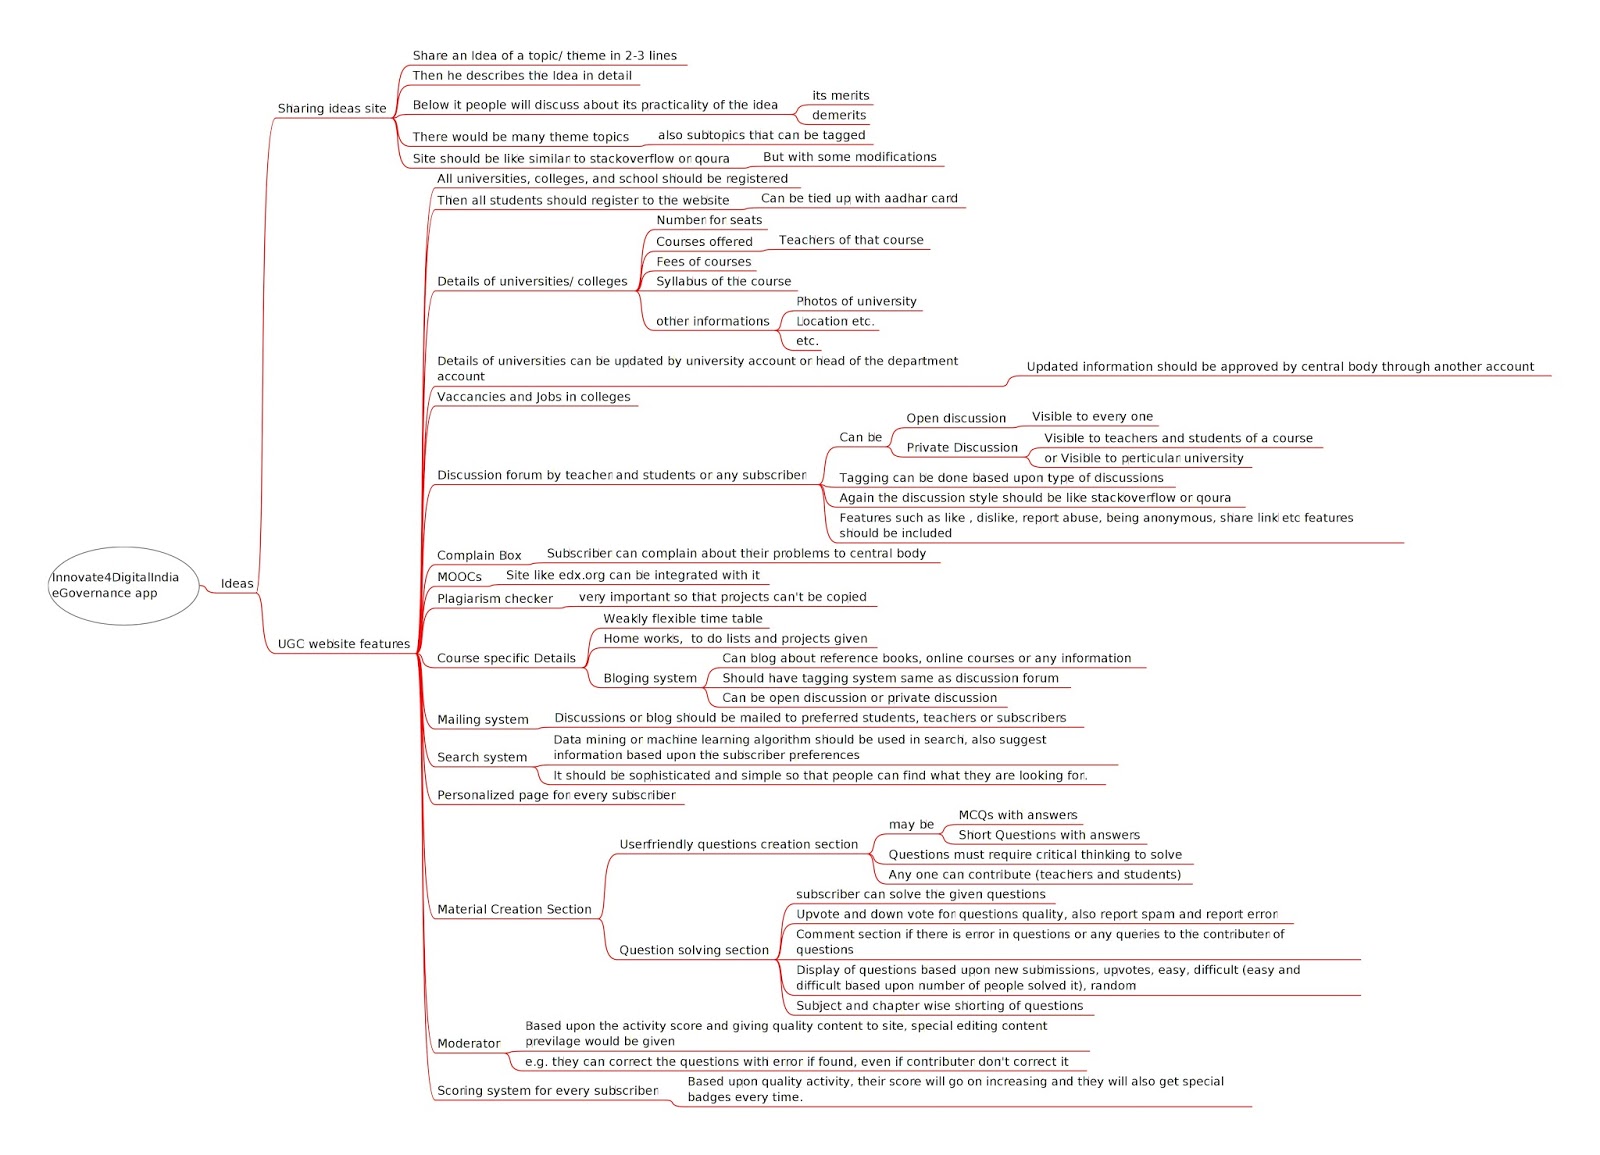 Share an Idea of a topic/ theme in 2-3 lines
Then he describes the Idea in detail
Sharing ideas site
Below it people will discuss about its practicality of the idea
its merits
demerits
There would be many theme topics
also subtopics that can be tagged
Site should be like similar to stackoverflow or qoura
But with some modifications
All universities, colleges, and school should be registered
Then all students should register to the website
Can be tied up with aadhar card
Number for seats
Courses offered
Teachers of that course
Fees of courses
Details of universities/ colleges
Syllabus of the course
other informations
Photos of university
Location etc.
etc.
Details of universities can be updated by university account or head of the department
account
Updated information should be approved by central body through another account
Vaccancies and Jobs in colleges
Discussion forum by teacher and students or any subscriber
Can be
Open discussion
Visible to every one
Private Discussion
Visible to teachers and students of a course
or Visible to perticular university
Tagging can be done based upon type of discussions
Again the discussion style should be like stackoverflow or qoura
Features such as like , dislike, report abuse, being anonymous, share link etc features
should be included
Complain Box
Subscriber can complain about their problems to central body
MOOCs
Site like edx.org can be integrated with it
Plagiarism checker
very important so that projects can't be copied
Innovate4DigitalIndia
eGovernance app
Ideas
UGC website features
Course specific Details
Weakly flexible time table
Home works,  to do lists and projects given
Bloging system
Can blog about reference books, online courses or any information
Should have tagging system same as discussion forum
Can be open discussion or private discussion
Mailing system
Discussions or blog should be mailed to preferred students, teachers or subscribers
Search system
Data mining or machine learning algorithm should be used in search, also suggest
information based upon the subscriber preferences
It should be sophisticated and simple so that people can find what they are looking for.
Personalized page for every subscriber
Material Creation Section
Userfriendly questions creation section
may be
MCQs with answers
Short Questions with answers
Questions must require critical thinking to solve
Any one can contribute (teachers and students)
Question solving section
subscriber can solve the given questions
Upvote and down vote for questions quality, also report spam and report error
Comment section if there is error in questions or any queries to the contributer of
questions
Display of questions based upon new submissions, upvotes, easy, difficult (easy and
difficult based upon number of people solved it), random
Subject and chapter wise shorting of questions
Moderator
Based upon the activity score and giving quality content to site, special editing content
previlage would be given
e.g. they can correct the questions with error if found, even if contributer don't correct it
Scoring system for every subscriber
Based upon quality activity, their score will go on increasing and they will also get special
badges every time.